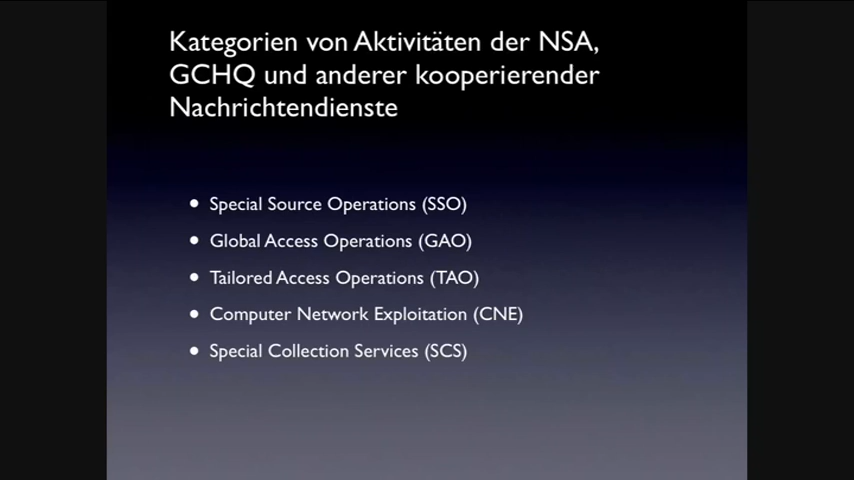 Kategorien von Aktivitäten der NSA,
GCHQ und anderer kooperierender
Nachrichtendienste
• Special Source Operations (SSO)
• Global Access Operations (GAO)
• Tailored Access Operations (TAO)
• Computer Network Exploitation (CNE)
• Special Collection Services (SCS)